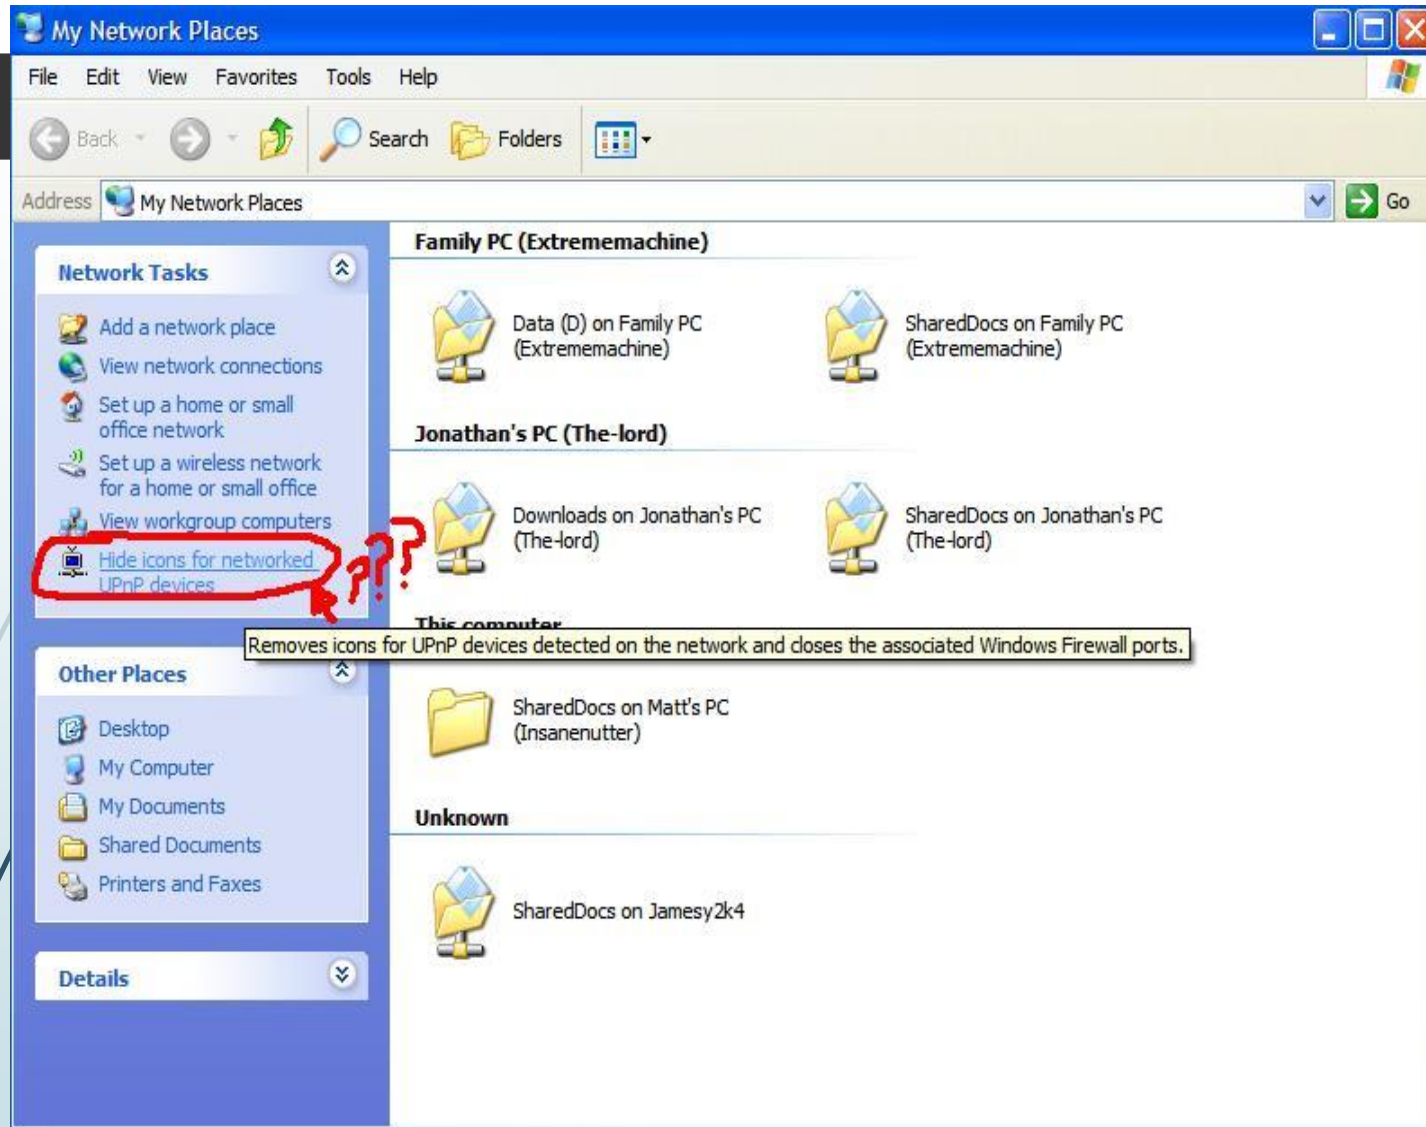 My Network Places
File Edit View Favorites Tools Help
Back Search Folders
Address My Network Places Go
Network Tasks
Add a network place
View network connections
Set up a home or small
office network
Set up a wireless network
for a home or small office
View workgroup computers
Hide icons for networked
UPnP devices
???
Other Places
Desktop
My Computer
My Documents
Shared Documents
Printers and Faxes
Details
Family PC (Extrememachine)
Data (D) on Family PC
(Extrememachine)
SharedDocs on Family PC
(Extrememachine)
Jonathan's PC (The-lord)
Downloads on Jonathan's PC
(The-lord)
SharedDocs on Jonathan's PC
(The-lord)
This computer
Removes icons for UPnP devices detected on the network and closes the associated Windows Firewall ports.
SharedDocs on Matt's PC
(Insanenutter)
Unknown
SharedDocs on Jamesy2k4